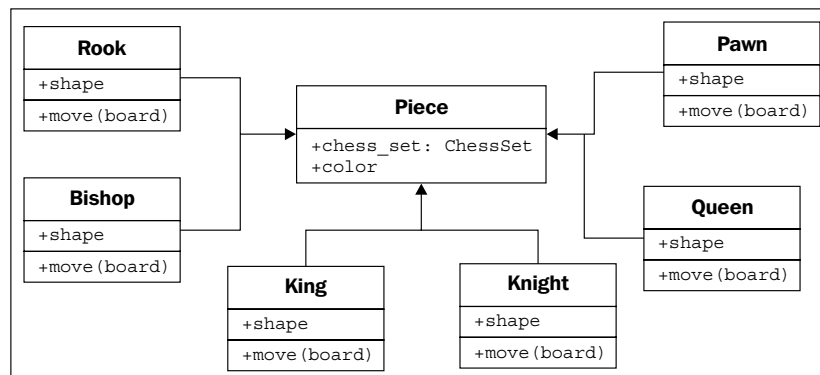 Rook
+shape
+move(board)
Pawn
+shape
+move(board)
Piece
+chess_set: ChessSet
+color
Bishop
+shape
+move(board)
Queen
+shape
+move(board)
King
+shape
+move(board)
Knight
+shape
+move(board)